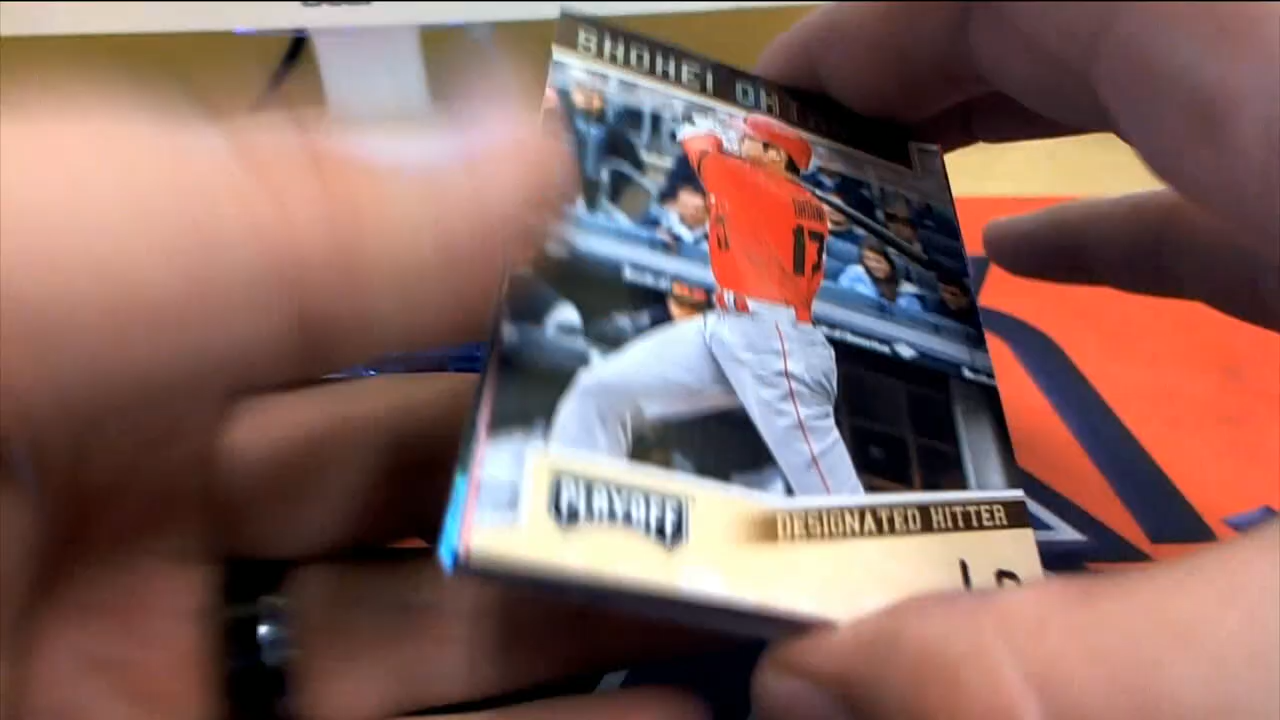 SHOHEI OH
OHTANI
17
PLAYOFF
DESIGNATED HITTER